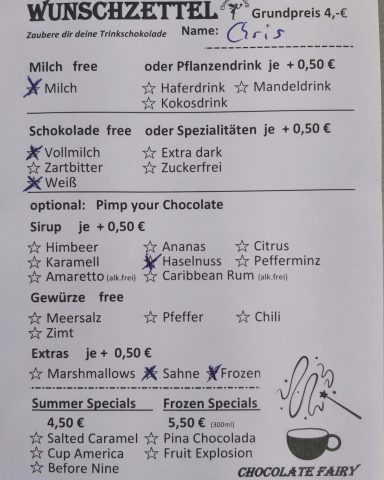 WUNSCHZETTEL Grundpreis 4,-€
Zaubere dir deine Trinkschokolade Name: Chris
Milch free oder Pflanzendrink je + 0,50 €
Milch ☆ Haferdrink ☆ Mandeldrink
☆ Kokosdrink
Schokolade free oder Spezialitäten je + 0,50 €
Vollmilch ☆ Extra dark
☆ Zartbitter ☆ Zuckerfrei
Weiß
optional: Pimp your Chocolate
Sirup je + 0,50 €
☆ Himbeer ☆ Ananas ☆ Citrus
☆ Karamell Haselnuss ☆ Pefferminz
☆ Amaretto (alk.frei) ☆ Caribbean Rum (alk.frei)
Gewürze free
☆ Meersalz ☆ Pfeffer ☆ Chili
☆ Zimt
Extras je + 0,50 €
☆ Marshmallows Sahne Frozen
Summer Specials Frozen Specials
4,50 € 5,50 € (300ml)
☆ Salted Caramel ☆ Pina Choclada
☆ Cup America ☆ Fruit Explosion
☆ Before Nine
CHOCOLATE FAIRY